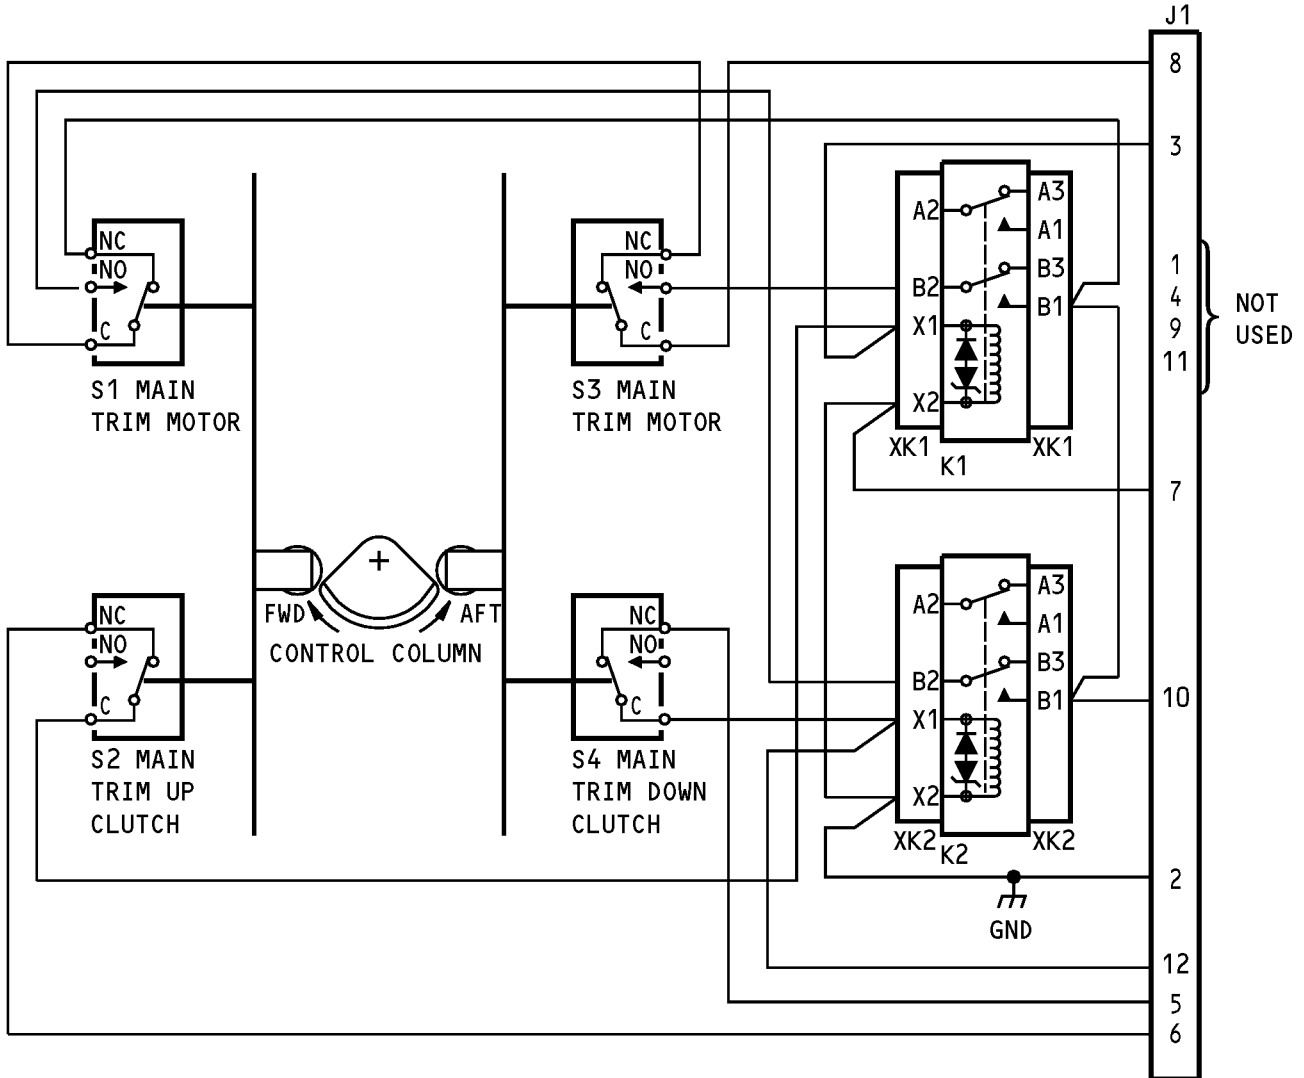 J1
8
3
A3
A2
A1
B3
B2
B1
X1
X2
XK1
K1
XK1
1
4
9
11
NOT
USED
7
NC
NO
C
S1 MAIN
TRIM MOTOR
NC
NO
C
S3 MAIN
TRIM MOTOR
FWD
AFT
CONTROL COLUMN
NC
NO
C
S2 MAIN
TRIM UP
CLUTCH
NC
NO
C
S4 MAIN
TRIM DOWN
CLUTCH
A3
A2
A1
B3
B2
B1
X1
X2
XK2
K2
XK2
10
2
GND
12
5
6